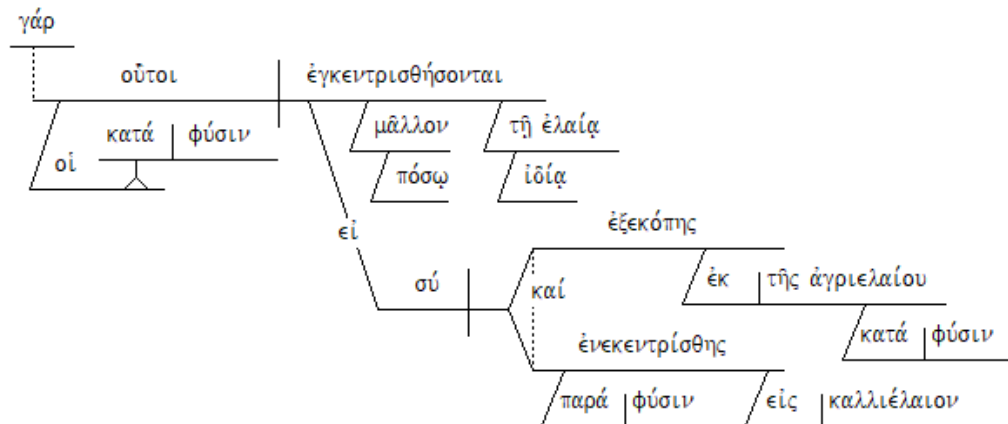 γάρ
οὗτοι ἐγκεντρισθήσονται
κατά φύσιν μᾶλλον τῇ ἐλαίᾳ
οἱ πόσῳ ἰδίᾳ
εἰ ἐξεκόπης
σύ καί ἐκ τῆς ἀγριελαίου
ἐνεκεντρίσθης κατά φύσιν
παρά φύσιν εἰς καλλιέλαιον